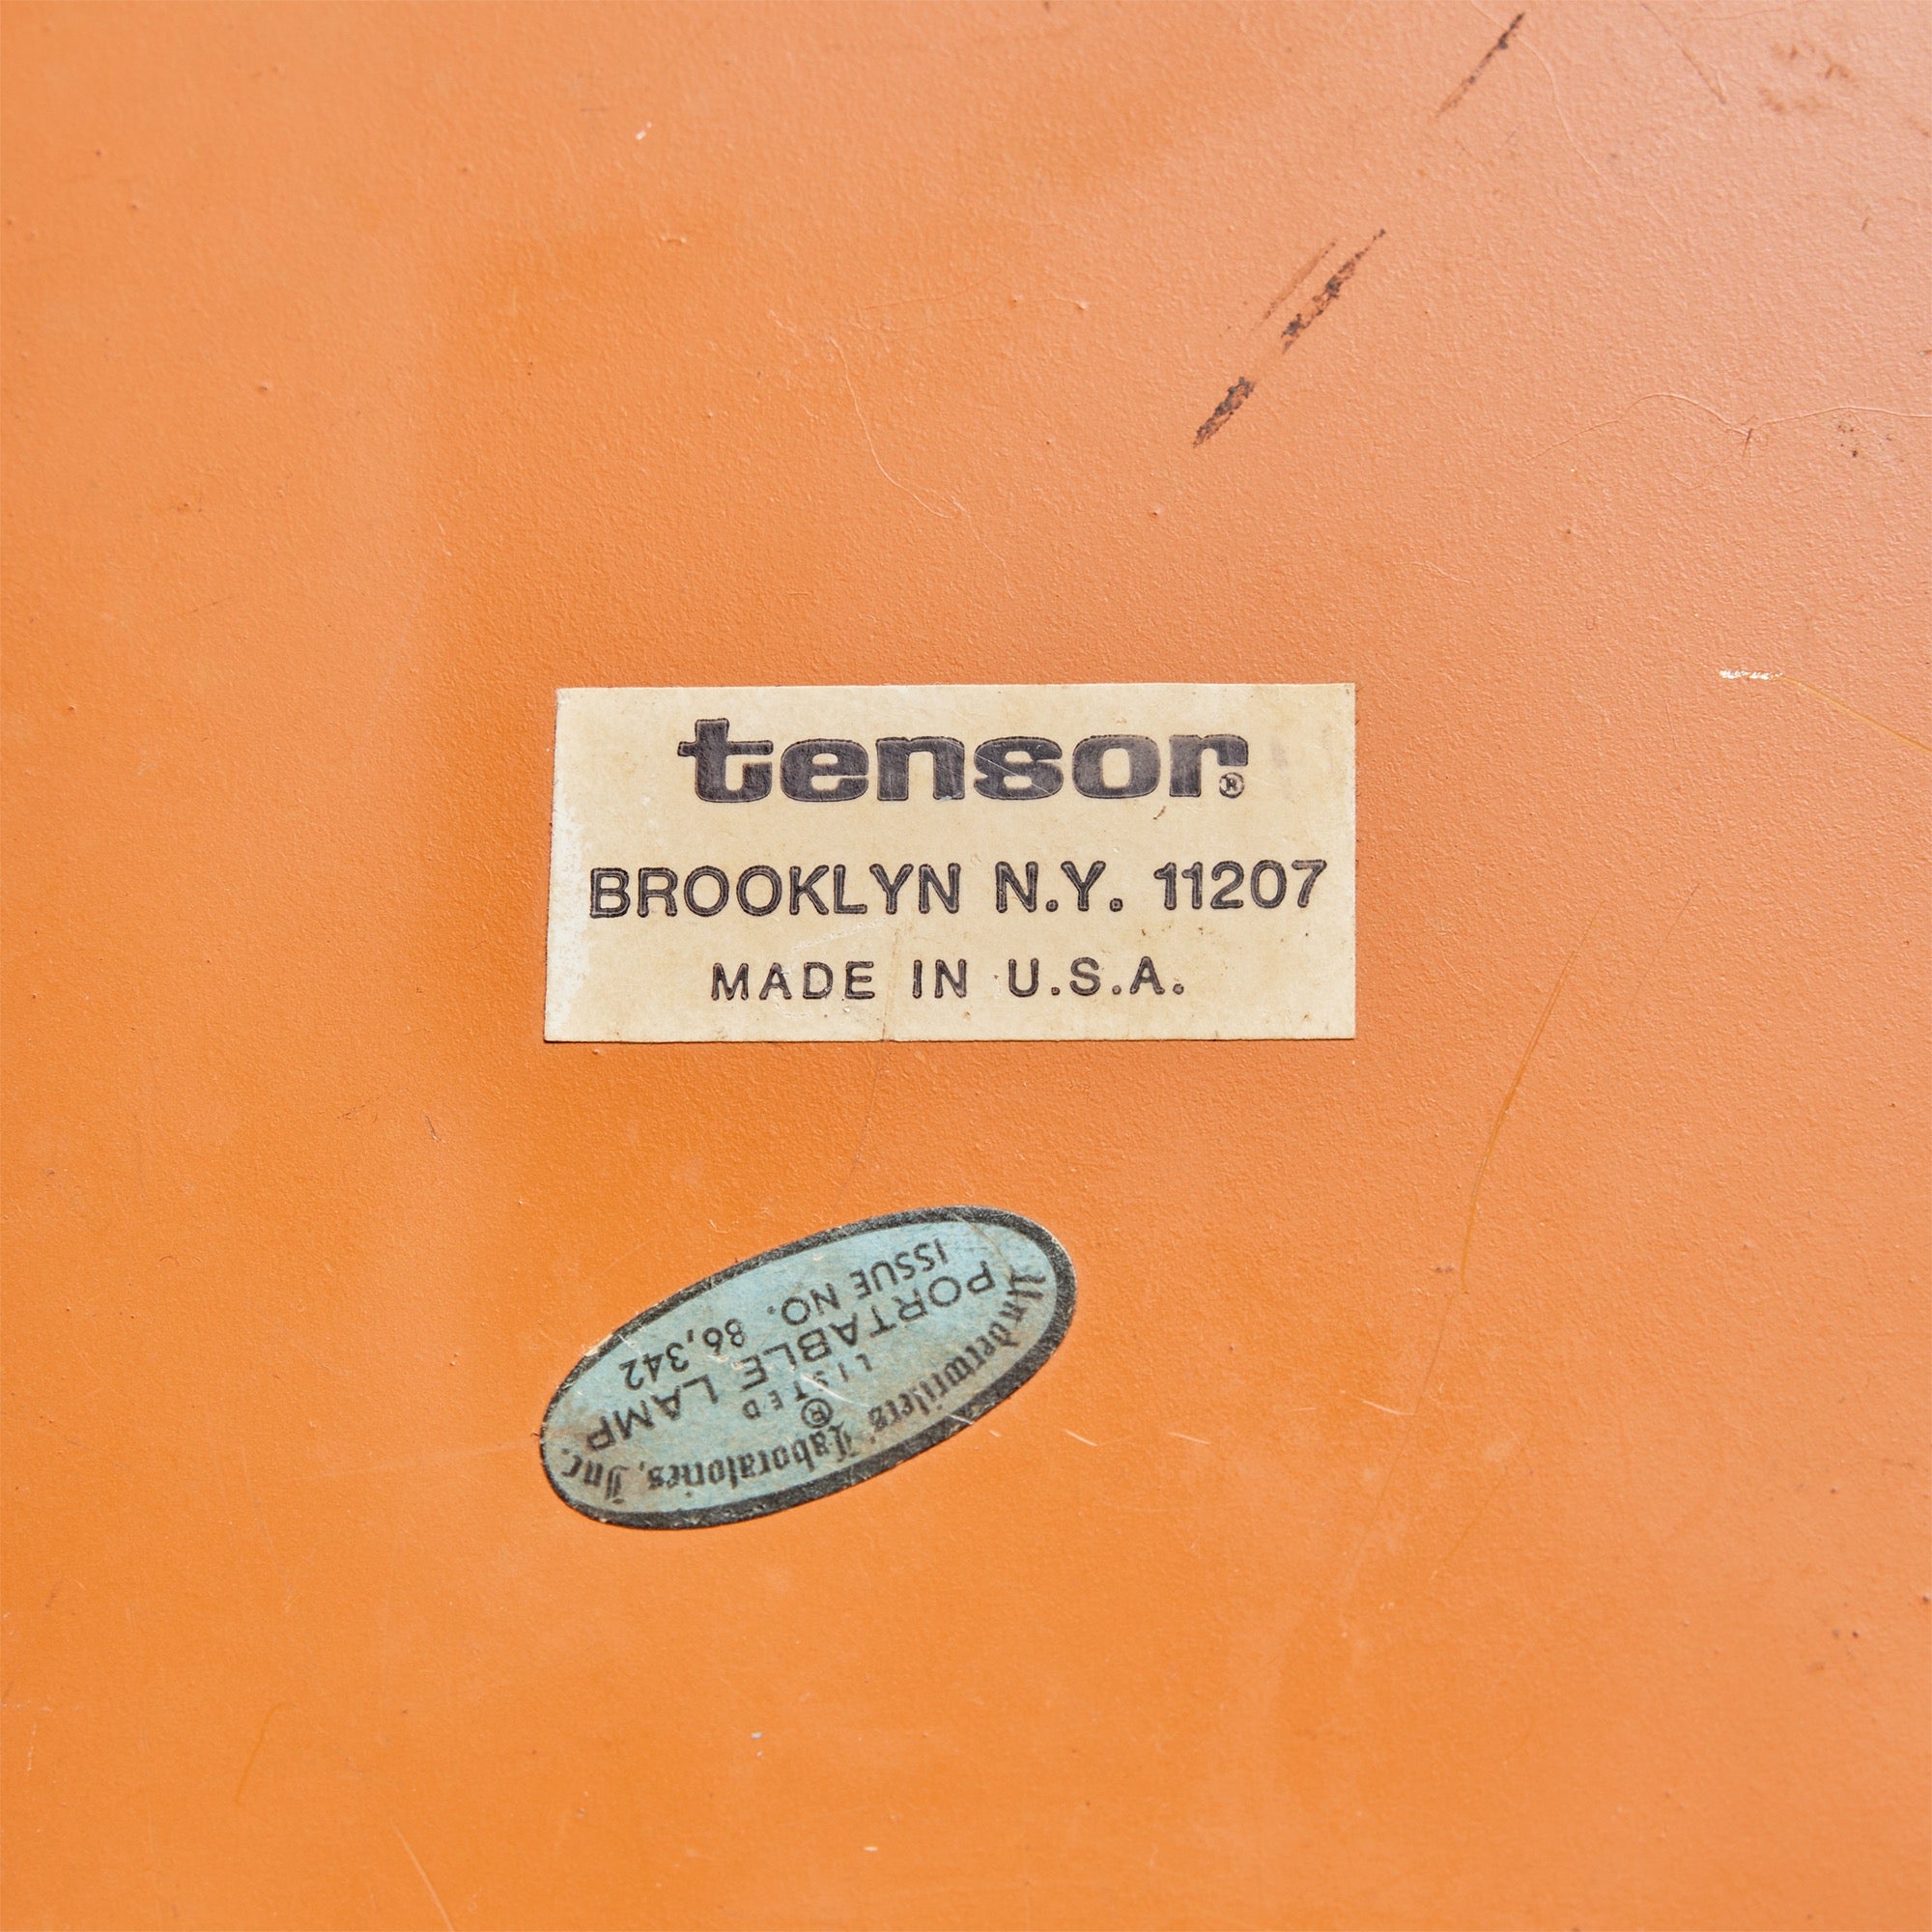 tensor®
BROOKLYN N.Y. 11207
MADE IN U.S.A.
Underwriters' Laboratories, Inc.
®
LISTED
PORTABLE LAMP
ISSUE NO. 86,342